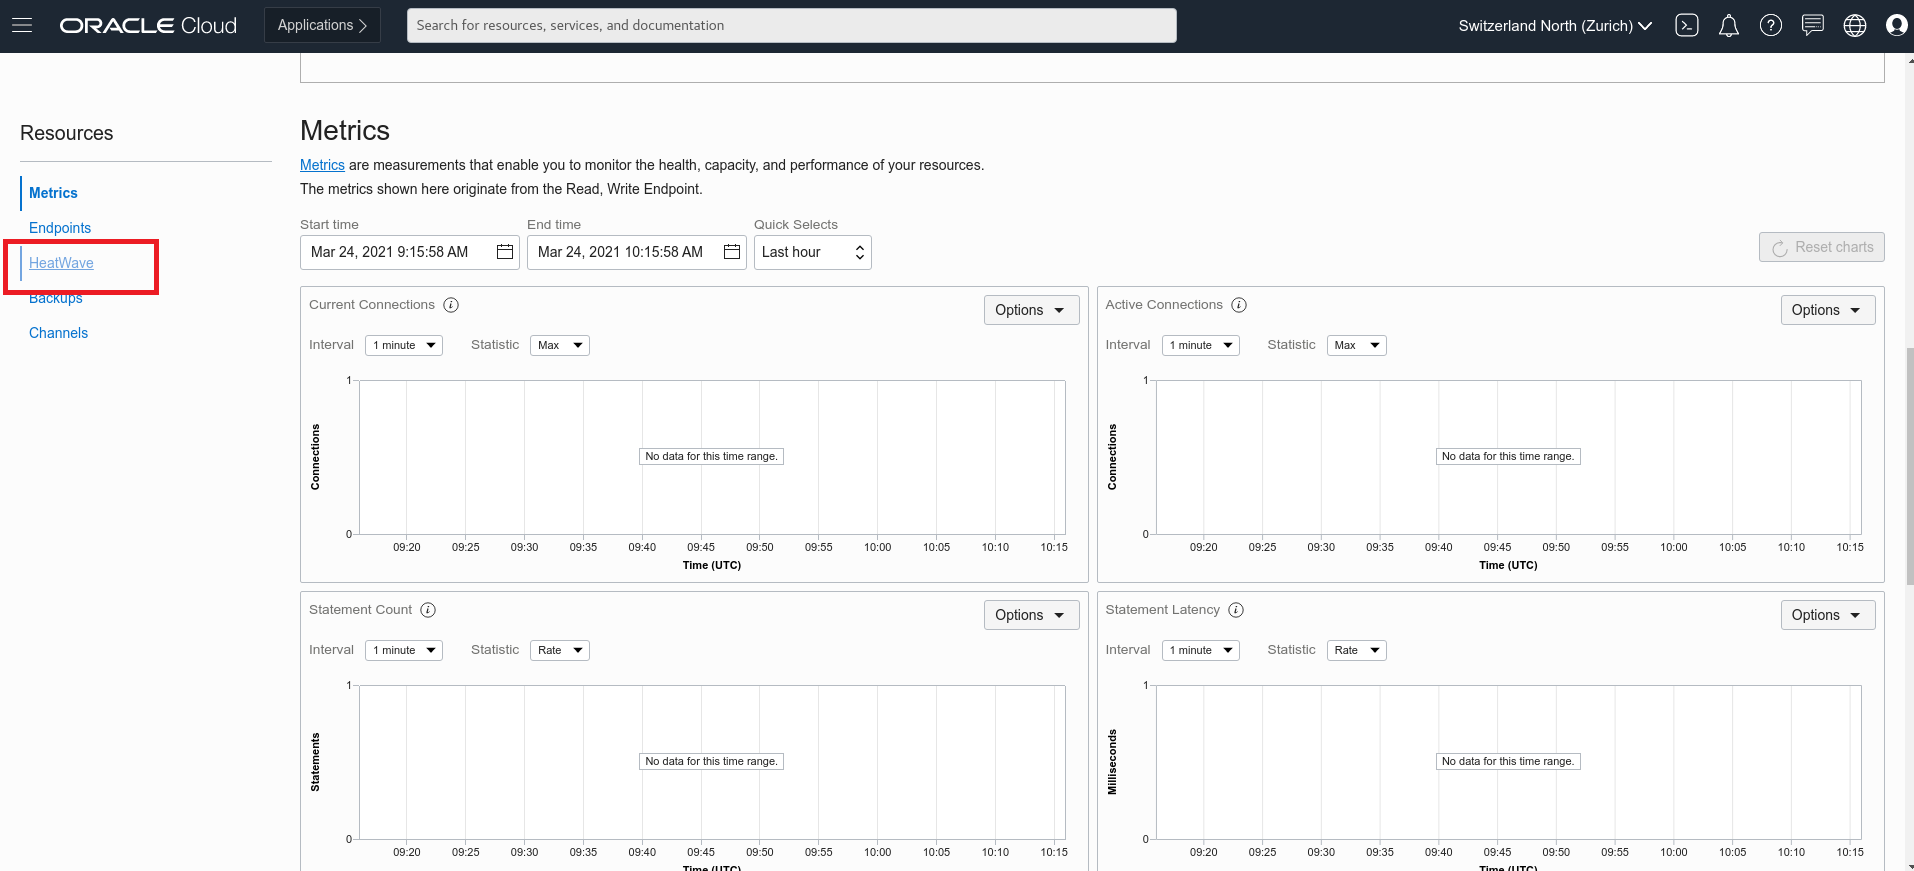 ORACLE Cloud
Applications
Search for resources, services, and documentation
Switzerland North (Zurich)
Resources
Metrics
Endpoints
HeatWave
Backups
Channels
Metrics
Metrics are measurements that enable you to monitor the health, capacity, and performance of your resources.
The metrics shown here originate from the Read, Write Endpoint.
Start time
End time
Quick Selects
Mar 24, 2021 9:15:58 AM
Mar 24, 2021 10:15:58 AM
Last hour
Reset charts
Current Connections
Options
Interval 1 minute Statistic Max
1
Connections
No data for this time range.
0
09:20 09:25 09:30 09:35 09:40 09:45 09:50 09:55 10:00 10:05 10:10 10:15
Time (UTC)
Active Connections
Options
Interval 1 minute Statistic Max
1
Connections
No data for this time range.
0
09:20 09:25 09:30 09:35 09:40 09:45 09:50 09:55 10:00 10:05 10:10 10:15
Time (UTC)
Statement Count
Options
Interval 1 minute Statistic Rate
1
Statements
No data for this time range.
0
09:20 09:25 09:30 09:35 09:40 09:45 09:50 09:55 10:00 10:05 10:10 10:15
Time (UTC)
Statement Latency
Options
Interval 1 minute Statistic Rate
1
Milliseconds
No data for this time range.
0
09:20 09:25 09:30 09:35 09:40 09:45 09:50 09:55 10:00 10:05 10:10 10:15
Time (UTC)